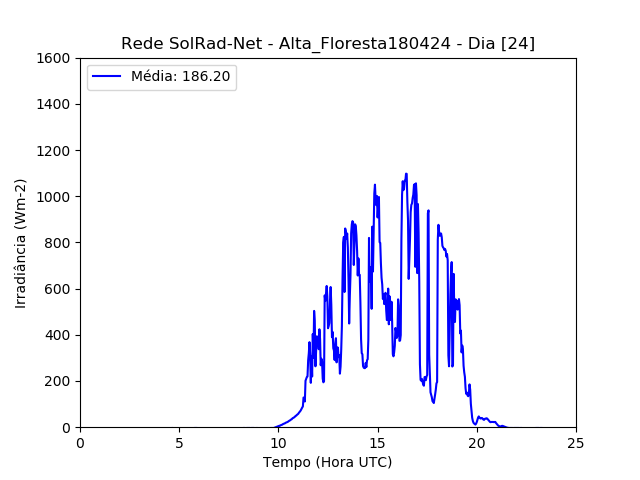 Rede SolRad-Net - Alta_Floresta180424 - Dia [24]
Média: 186.20
1600
1400
1200
1000
800
600
400
200
0
Irradiância (Wm-2)
0 5 10 15 20 25
Tempo (Hora UTC)